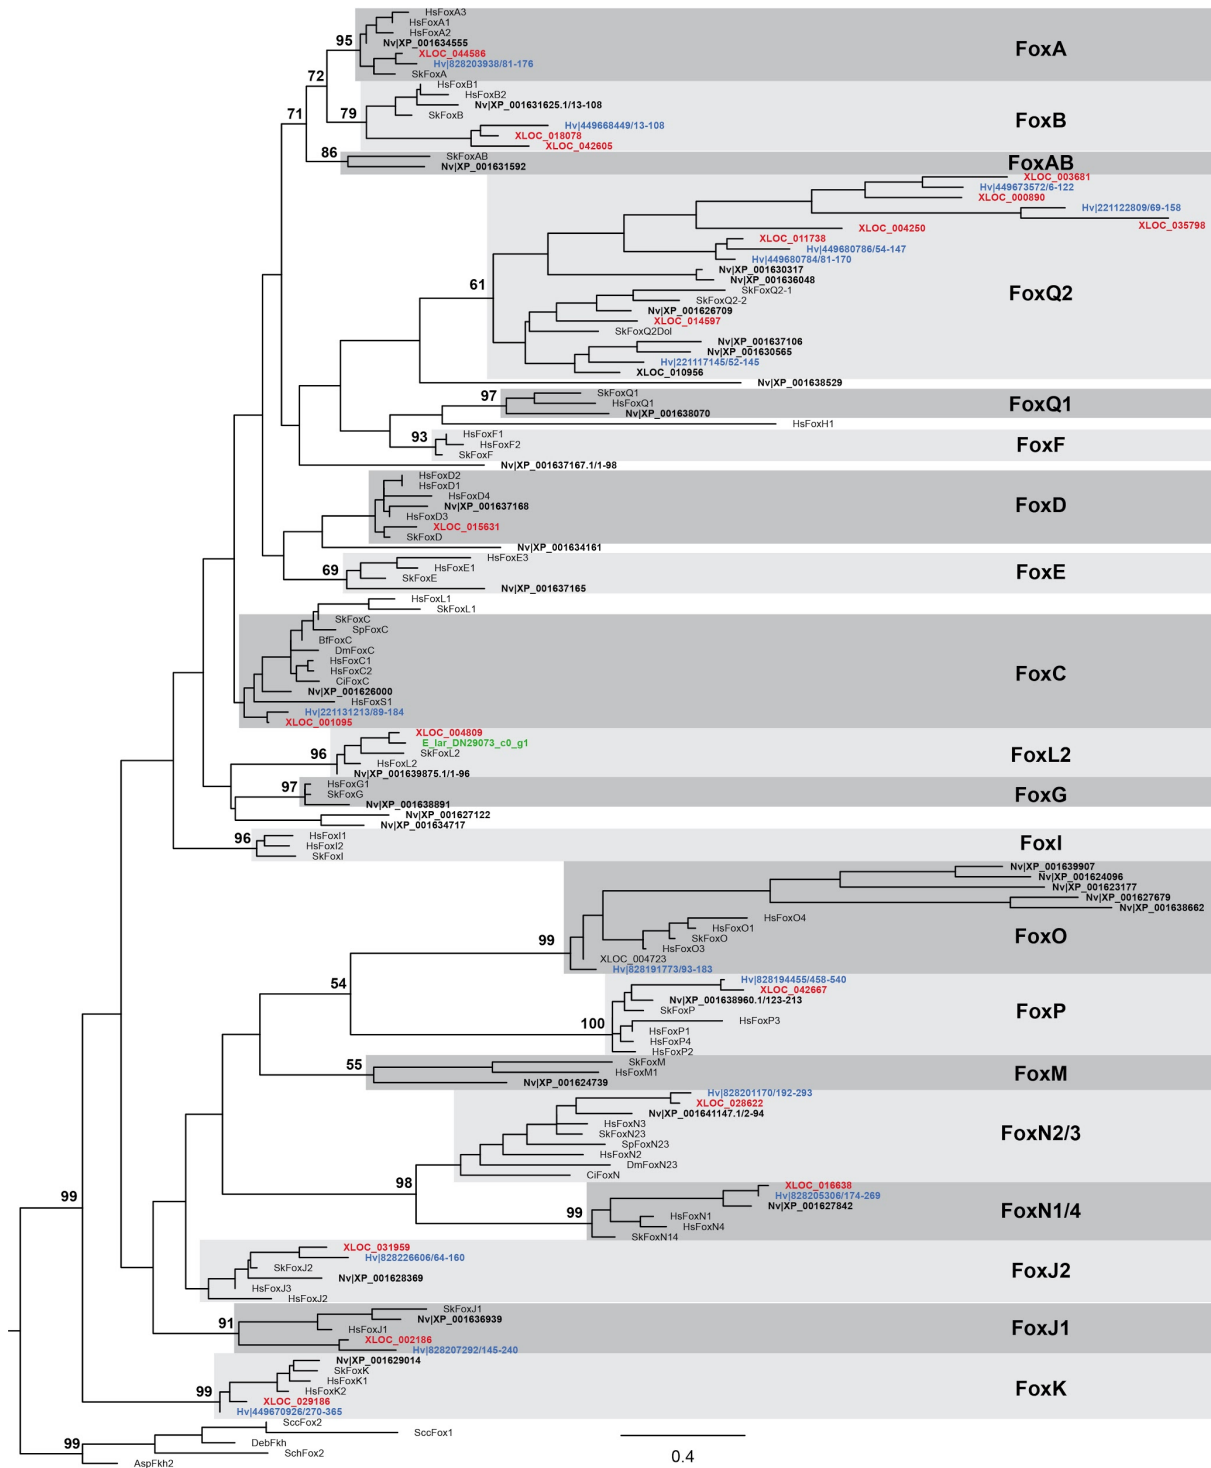 HsFoxA3
HsFoxA1
HsFoxA2
95
Nv|XP_001634555
FoxA
XLOC_044586
Hv|828203938/81-176
SkFoxA
72
HsFoxB1
HsFoxB2
Nv|XP_001631625.1/13-108
71
79
SkFoxB
FoxB
Hv|449668449/13-108
XLOC_018078
XLOC_042605
86
SkFoxAB
FoxAB
Nv|XP_001631592
XLOC_003681
Hv|449673572/6-122
XLOC_000890
Hv|221122809/69-158
XLOC_035798
XLOC_004250
XLOC_011738
Hv|449680786/54-147
Hv|449680784/81-170
Nv|XP_001630317
Nv|XP_001636048
61
SkFoxQ2-1
FoxQ2
SkFoxQ2-2
Nv|XP_001626709
XLOC_014597
SkFoxQ2Dol
Nv|XP_001637106
Nv|XP_001630565
Hv|221117145/52-145
XLOC_010956
Nv|XP_001638529
97
SkFoxQ1
HsFoxQ1
FoxQ1
Nv|XP_001638070
HsFoxH1
93
HsFoxF1
HsFoxF2
FoxF
SkFoxF
Nv|XP_001637167.1/1-98
HsFoxD2
HsFoxD1
HsFoxD4
Nv|XP_001637168
FoxD
HsFoxD3
XLOC_015631
SkFoxD
Nv|XP_001634161
HsFoxE3
69
HsFoxE1
FoxE
SkFoxE
Nv|XP_001637165
HsFoxL1
SkFoxL1
SkFoxC
SpFoxC
BfFoxC
DmFoxC
HsFoxC1
HsFoxC2
FoxC
CiFoxC
Nv|XP_001626000
HsFoxS1
Hv|221131213/89-184
XLOC_001095
XLOC_004809
E_lar_DN29073_c0_g1
96
SkFoxL2
FoxL2
HsFoxL2
Nv|XP_001639875.1/1-96
97
HsFoxG1
SkFoxG
FoxG
Nv|XP_001638891
Nv|XP_001627122
Nv|XP_001634717
96
HsFoxI1
HsFoxI2
FoxI
SkFoxI
Nv|XP_001639907
Nv|XP_001624096
Nv|XP_001623177
Nv|XP_001627679
Nv|XP_001638662
HsFoxO4
HsFoxO1
99
SkFoxO
FoxO
HsFoxO3
XLOC_004723
Hv|828191773/93-183
54
Hv|828194455/458-540
XLOC_042667
Nv|XP_001638960.1/123-213
SkFoxP
FoxP
100
HsFoxP3
HsFoxP1
HsFoxP4
HsFoxP2
55
SkFoxM
HsFoxM1
FoxM
Nv|XP_001624739
Hv|828201170/192-293
XLOC_028622
Nv|XP_001641147.1/2-94
HsFoxN3
SkFoxN23
FoxN2/3
SpFoxN23
HsFoxN2
DmFoxN23
CiFoxN
98
XLOC_016638
99
Hv|828205306/174-269
Nv|XP_001627842
FoxN1/4
99
HsFoxN1
HsFoxN4
SkFoxN14
XLOC_031959
Hv|828226606/64-160
SkFoxJ2
FoxJ2
Nv|XP_001628369
HsFoxJ3
HsFoxJ2
SkFoxJ1
Nv|XP_001636939
91
HsFoxJ1
FoxJ1
XLOC_002186
Hv|828207292/145-240
Nv|XP_001629014
SkFoxK
HsFoxK1
99
HsFoxK2
FoxK
XLOC_029186
Hv|449670926/270-365
SccFox2
SccFox1
99
DebFkh
SchFox2
AspFkh2
0.4